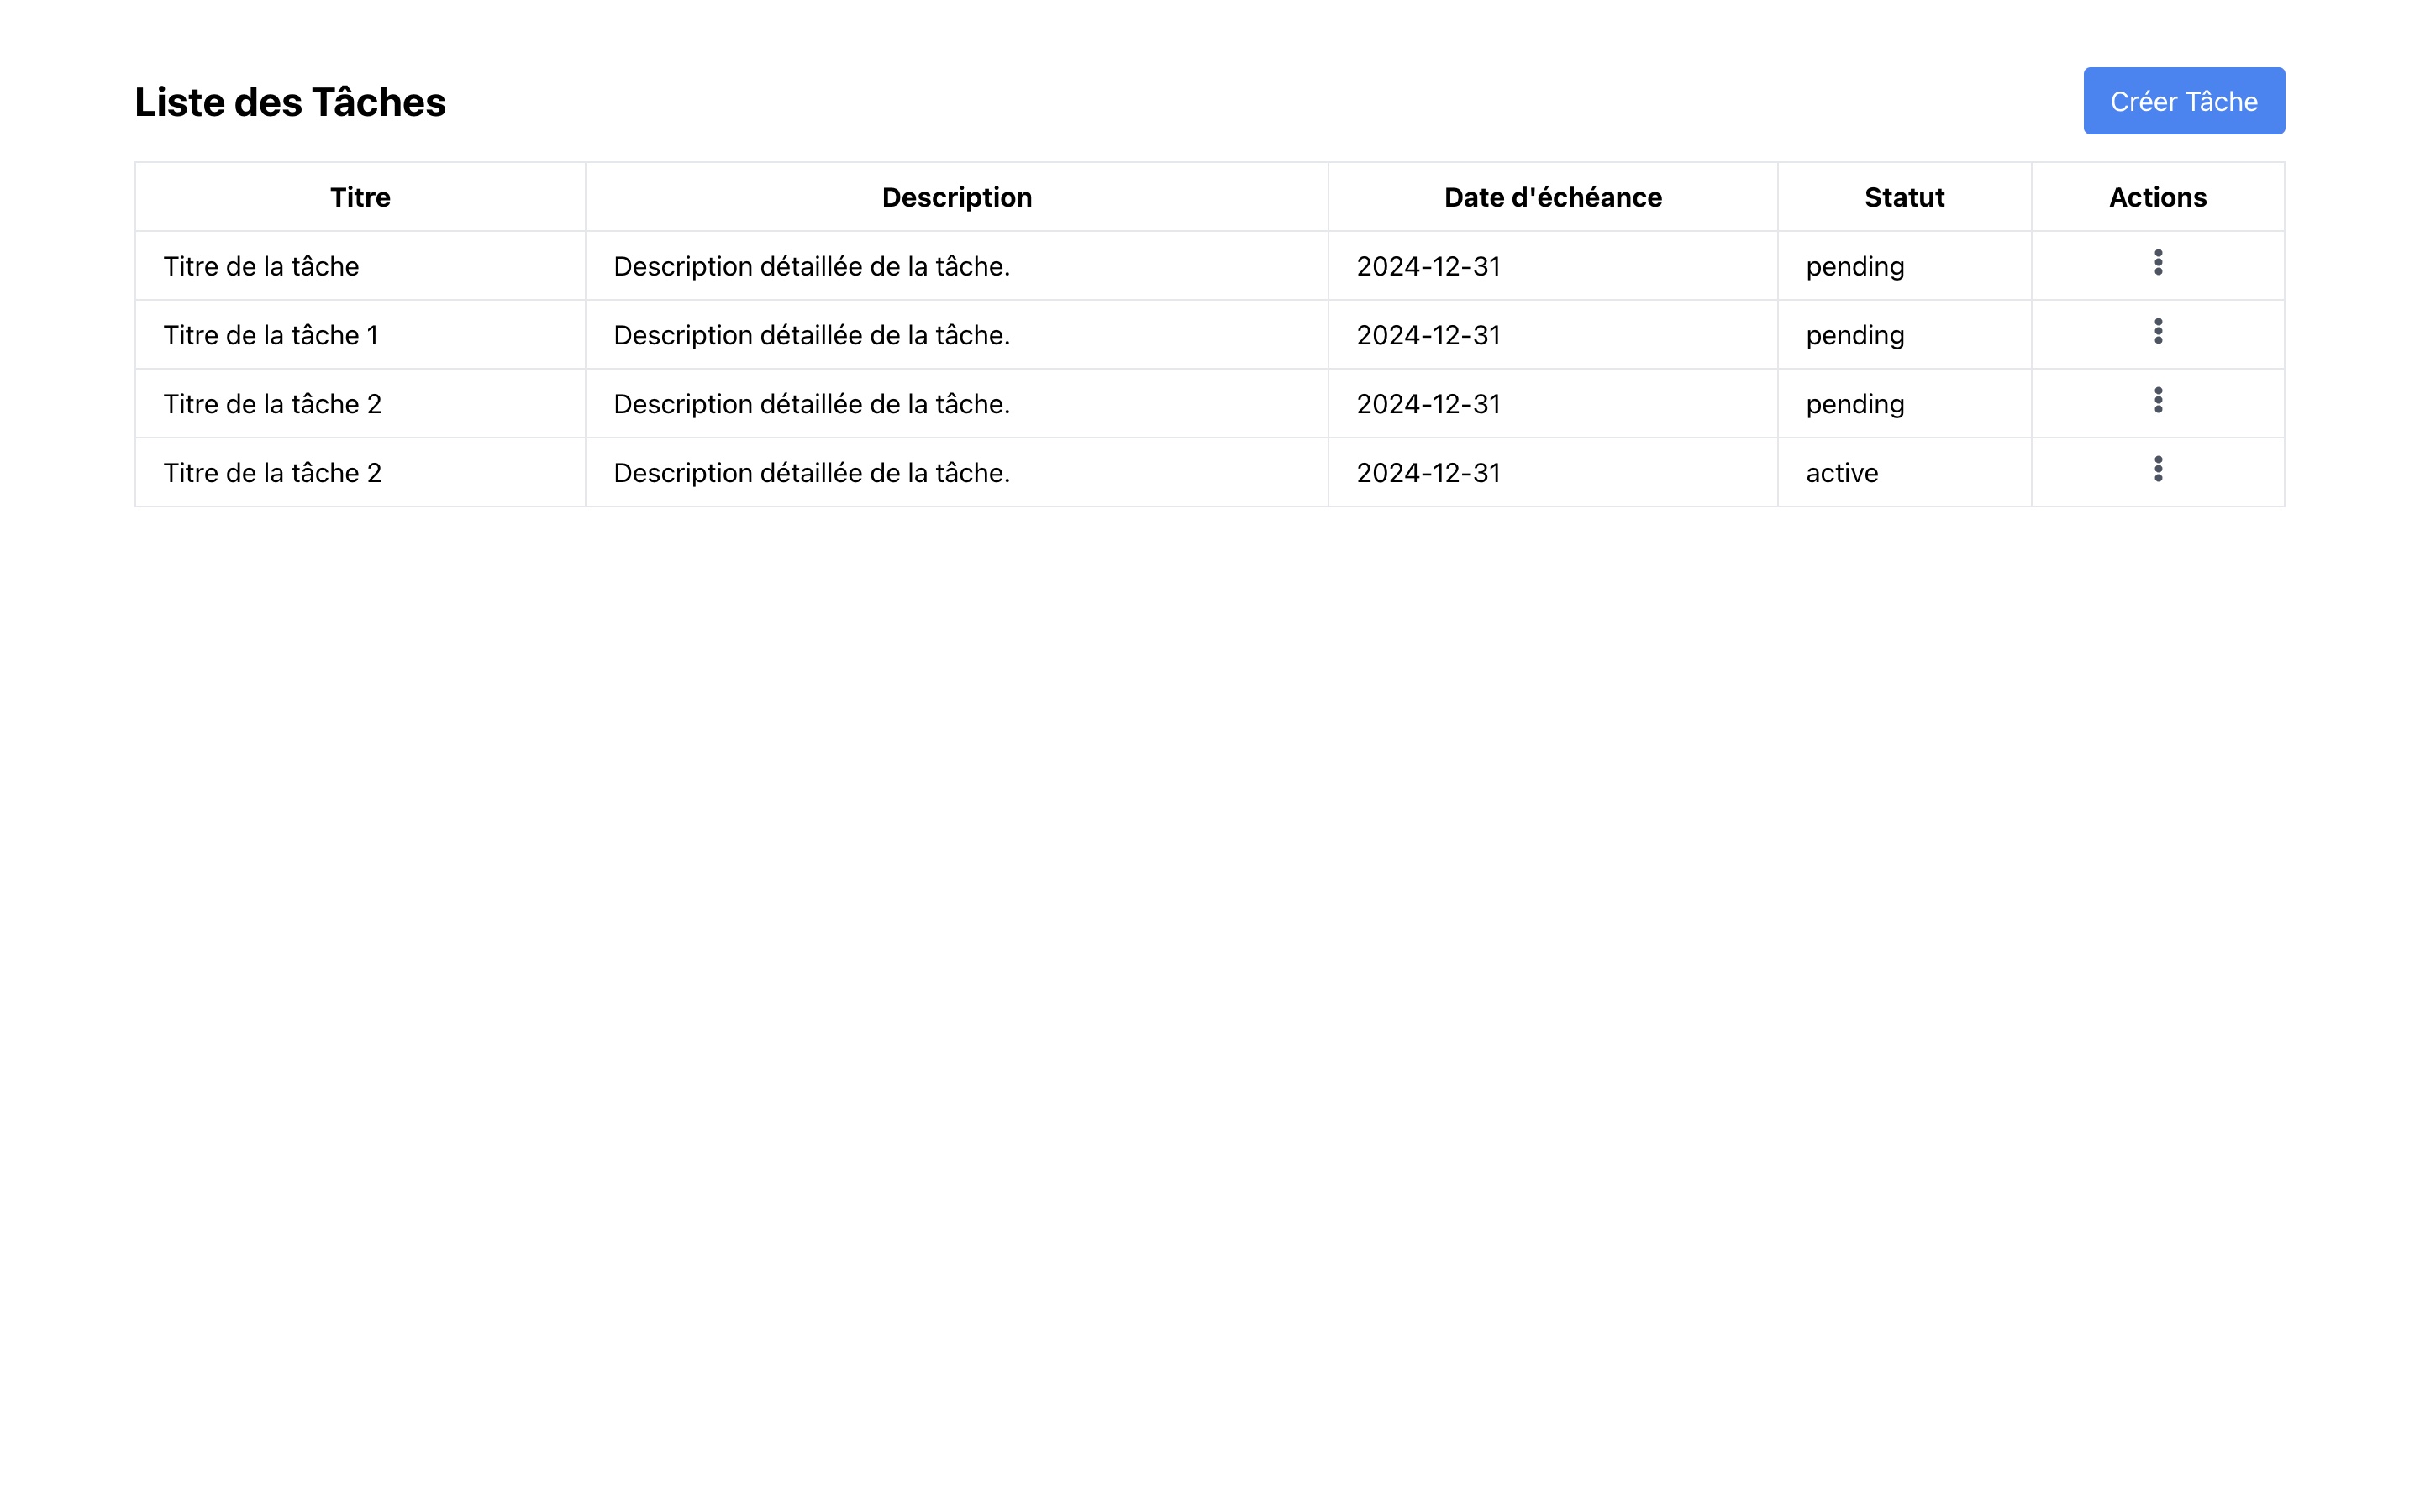 Liste des Tâches
Créer Tâche
Titre Description Date d'échéance Statut Actions
Titre de la tâche Description détaillée de la tâche. 2024-12-31 pending
Titre de la tâche 1 Description détaillée de la tâche. 2024-12-31 pending
Titre de la tâche 2 Description détaillée de la tâche. 2024-12-31 pending
Titre de la tâche 2 Description détaillée de la tâche. 2024-12-31 active